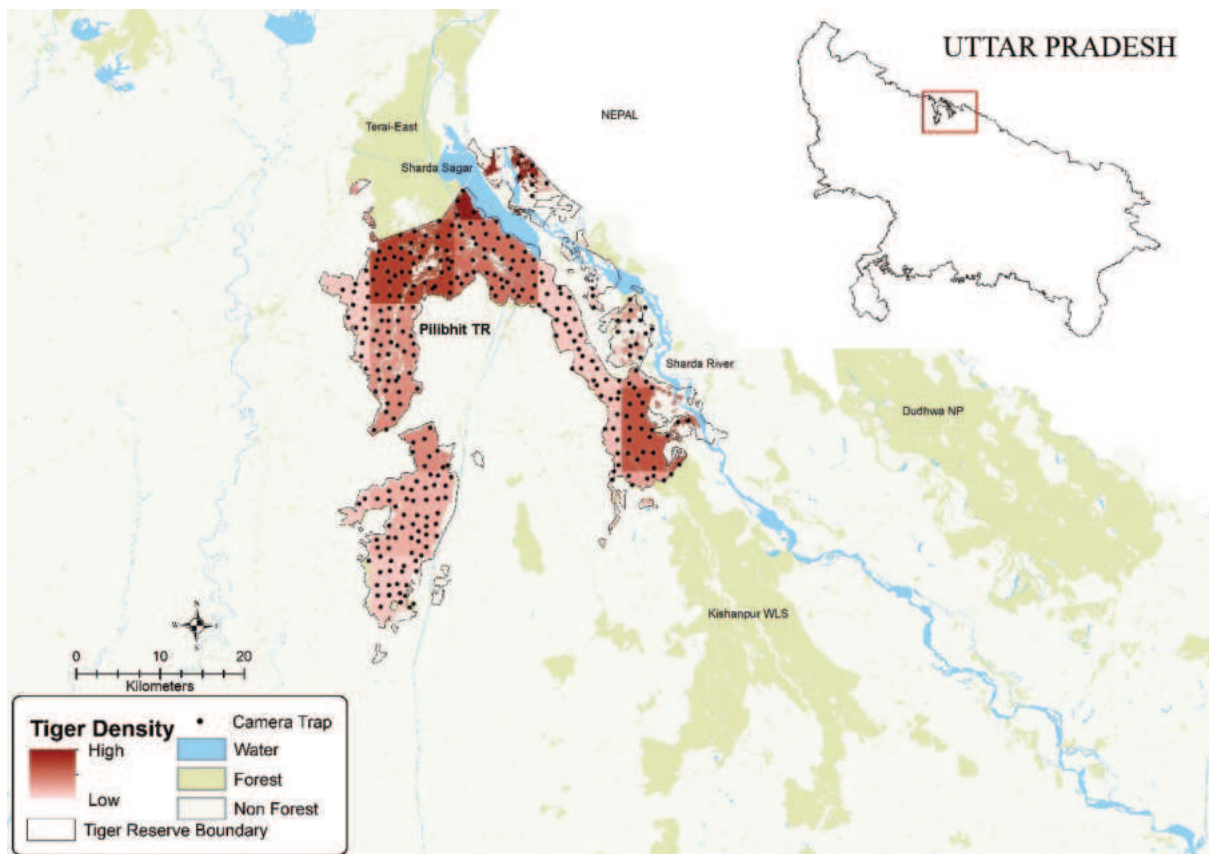 UTTAR PRADESH
NEPAL
Terai-East
Sharda Sagar
Pilibhit TR
Sharda River
Dudhwa NP
Kishanpur WLS
N
W
E
S
0 10 20
Kilometers
Tiger Density
High
Low
Tiger Reserve Boundary
Camera Trap
Water
Forest
Non Forest